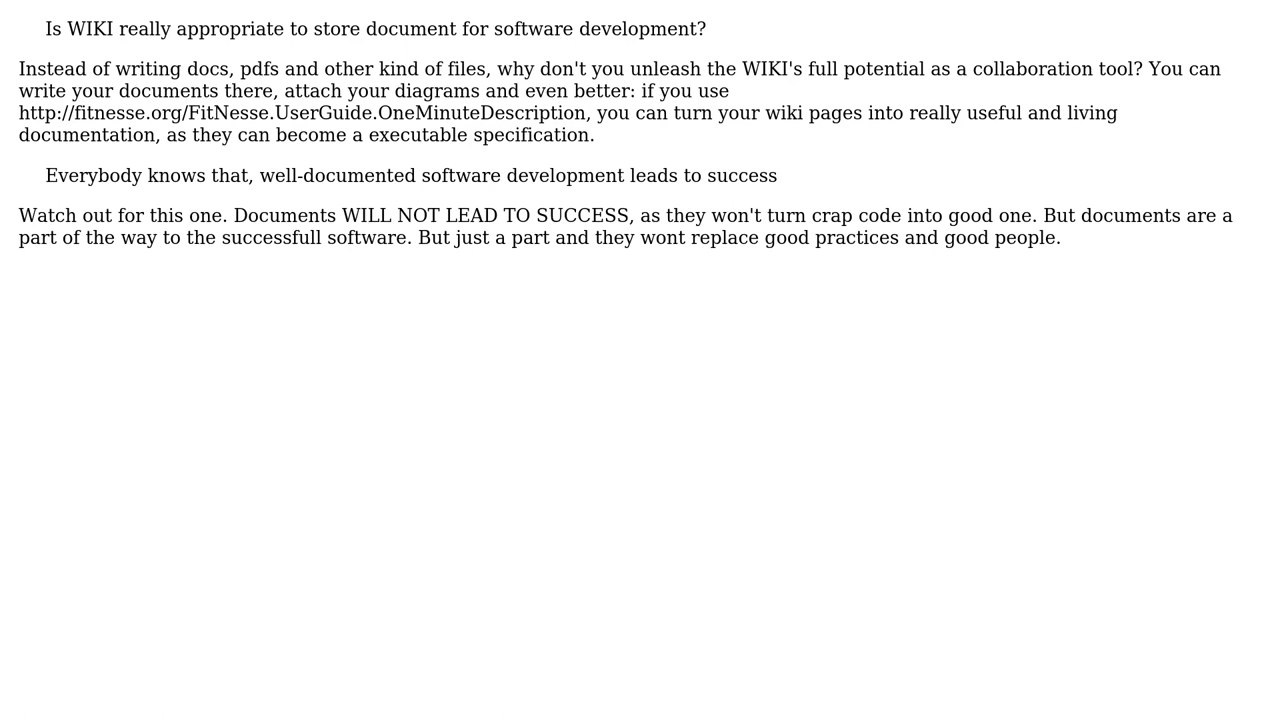 Is WIKI really appropriate to store document for software development?
Instead of writing docs, pdfs and other kind of files, why don't you unleash the WIKI's full potential as a collaboration tool? You can
write your documents there, attach your diagrams and even better: if you use
http://fitnesse.org/FitNesse.UserGuide.OneMinuteDescription, you can turn your wiki pages into really useful and living
documentation, as they can become a executable specification.
Everybody knows that, well-documented software development leads to success
Watch out for this one. Documents WILL NOT LEAD TO SUCCESS, as they won't turn crap code into good one. But documents are a
part of the way to the successfull software. But just a part and they wont replace good practices and good people.